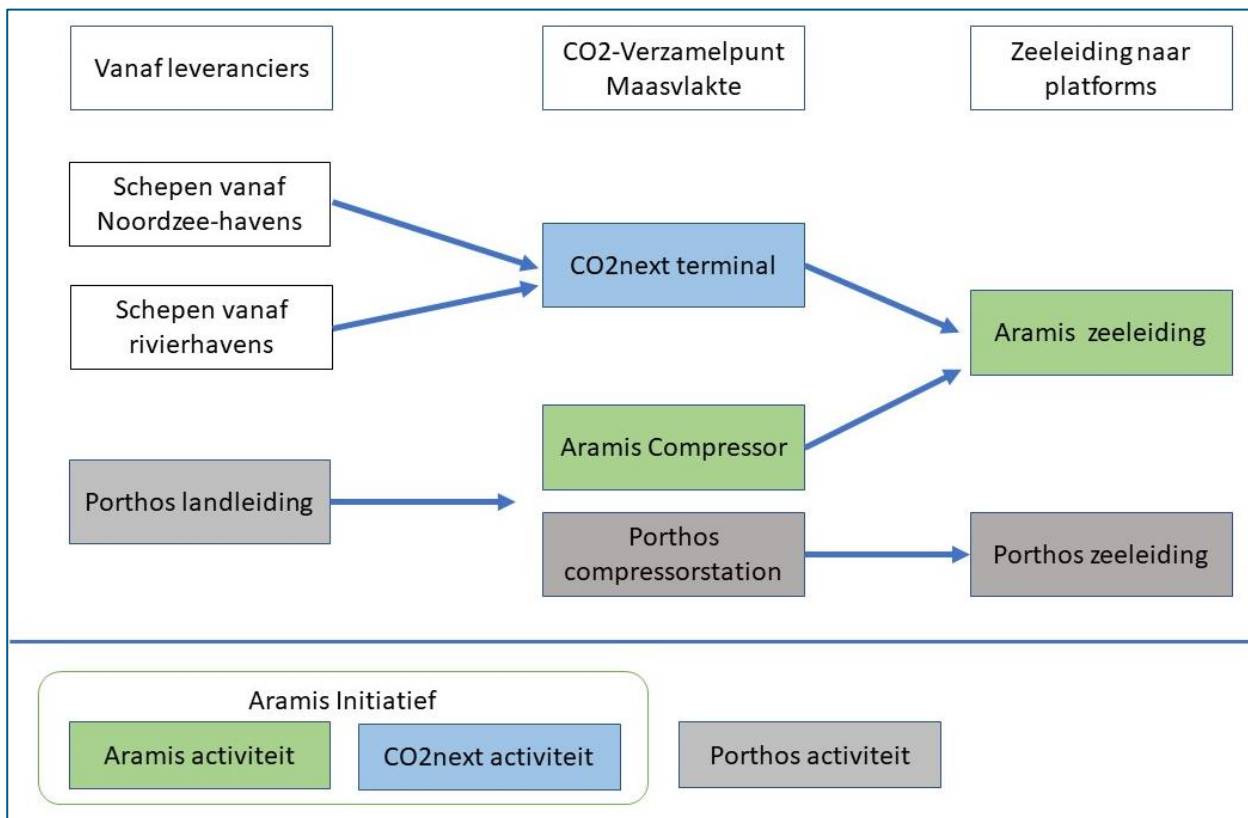 Vanaf leveranciers
CO2-Verzamelpunt
Maasvlakte
Zeeleiding naar
platforms
Schepen vanaf
Noordzee-havens
Schepen vanaf
rivierhavens
CO2next terminal
Aramis zeeleiding
Aramis Compressor
Porthos landleiding
Porthos
compressorstation
Porthos zeeleiding
Aramis Initiatief
Aramis activiteit
CO2next activiteit
Porthos activiteit